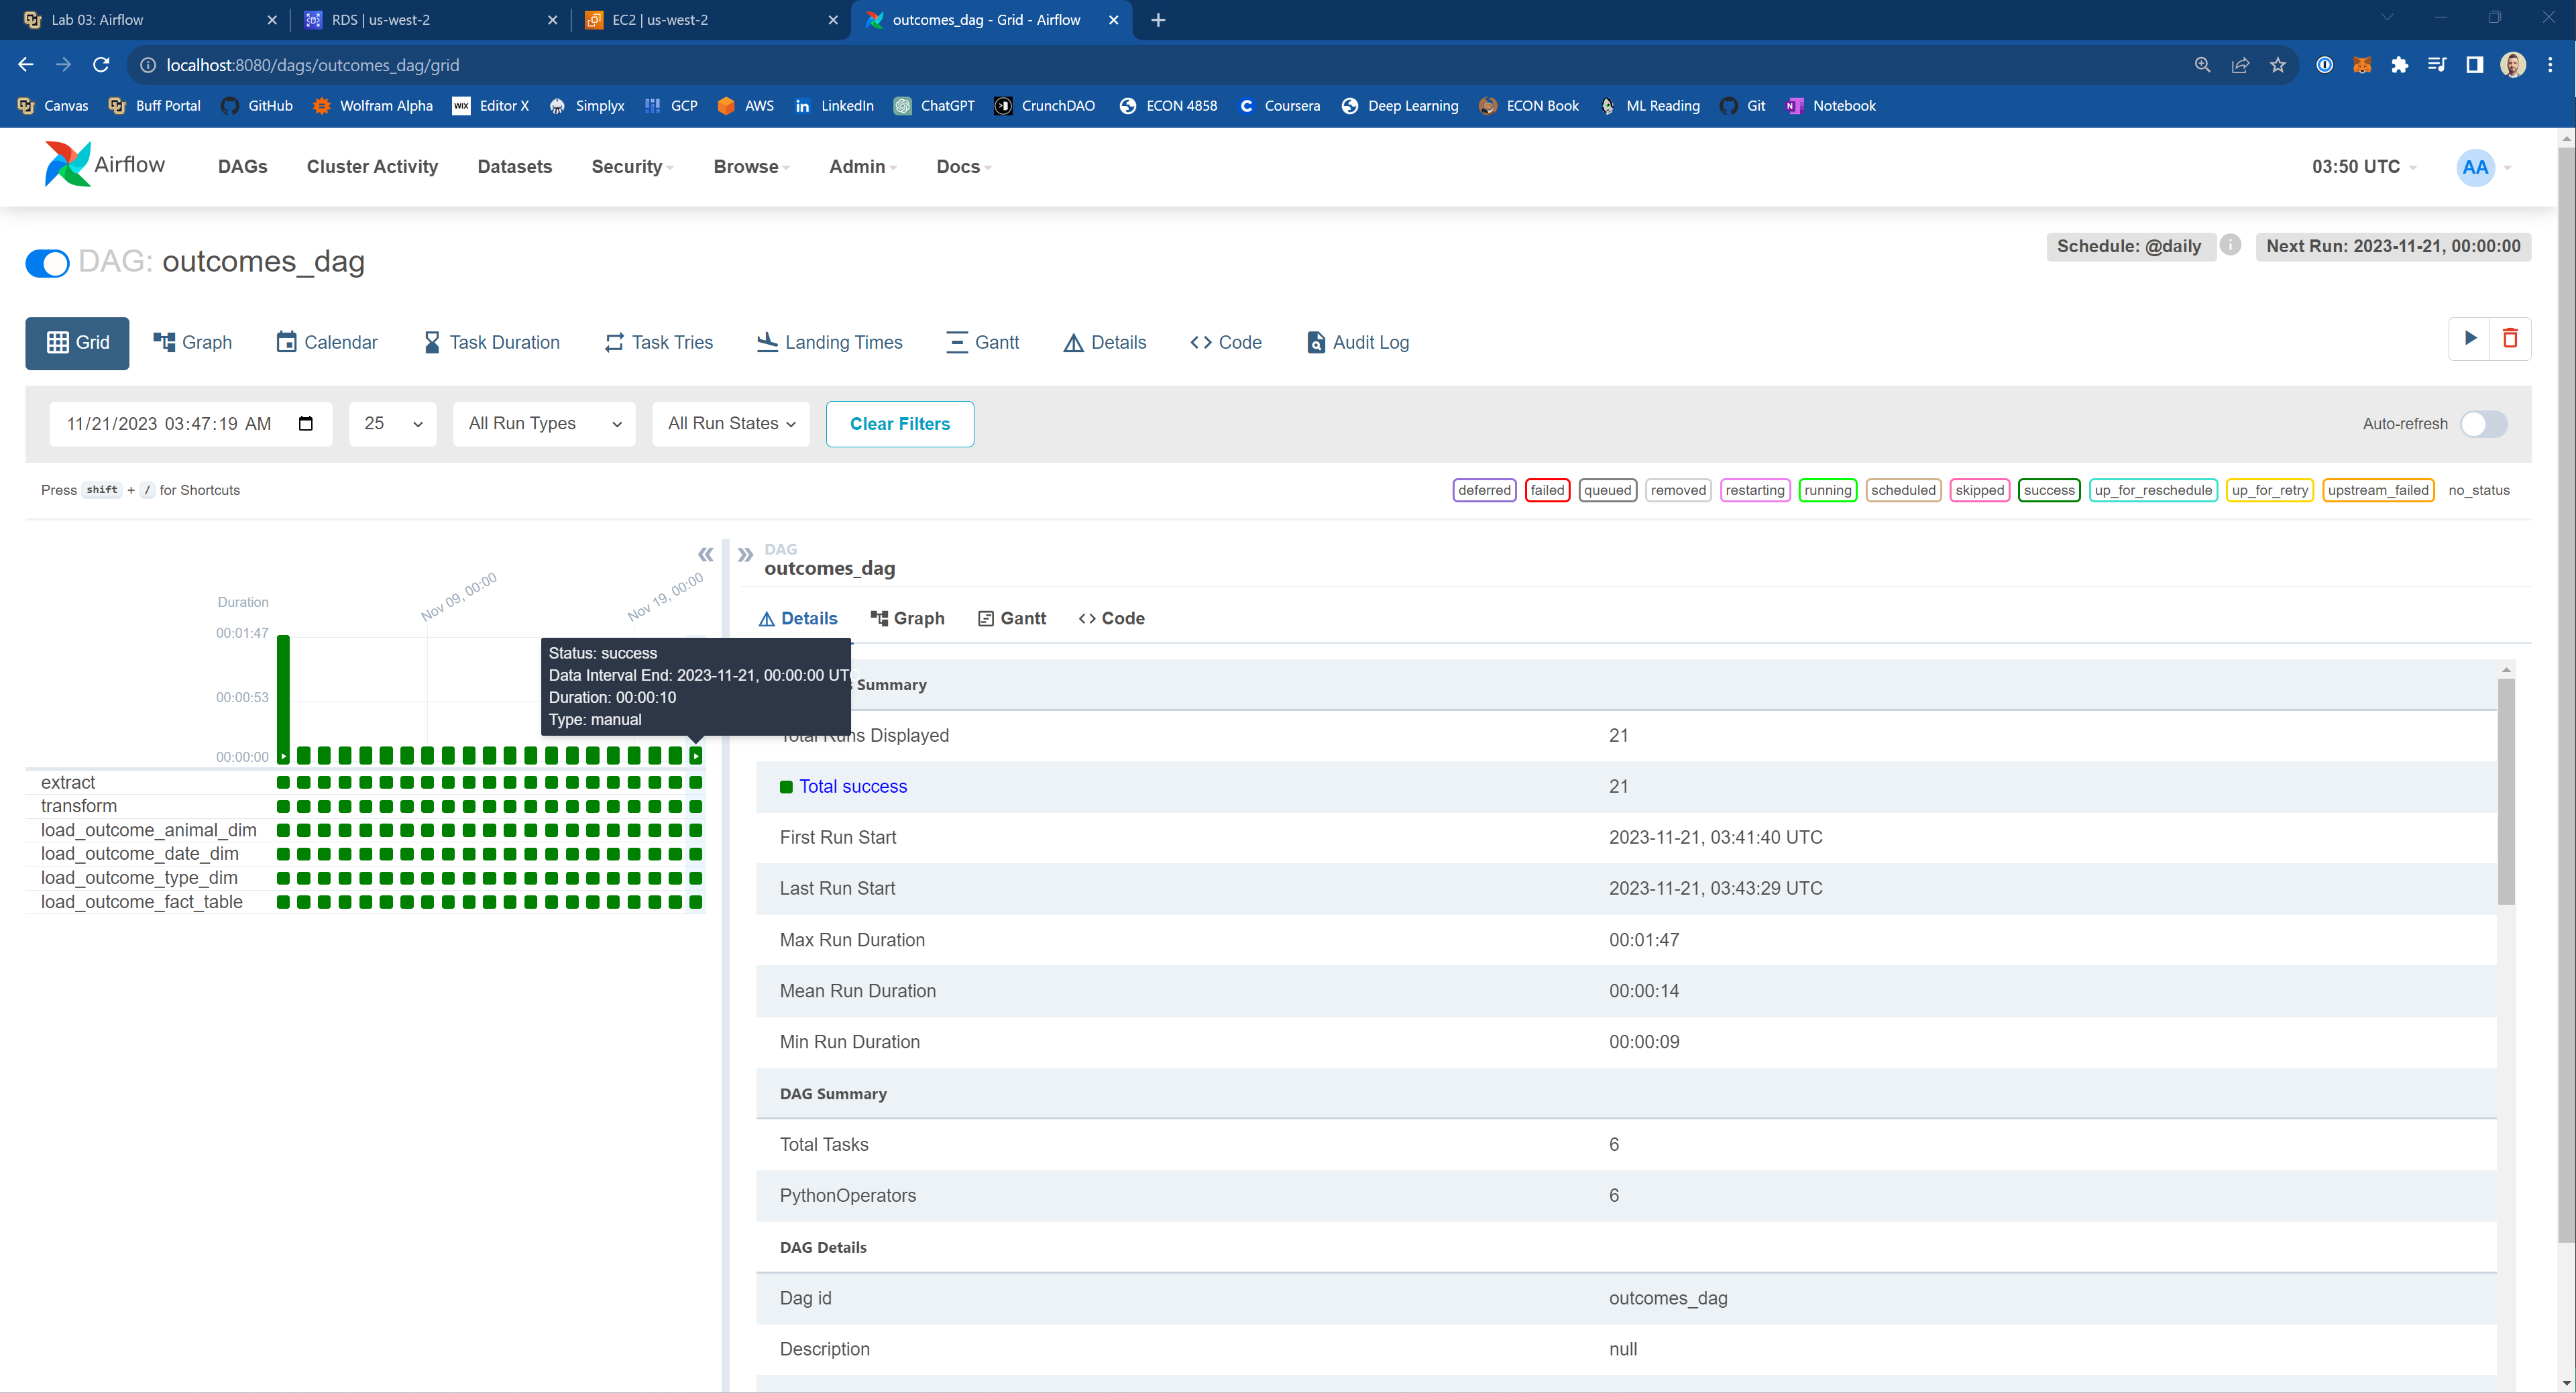 Lab 03: Airflow
RDS | us-west-2
EC2 | us-west-2
outcomes_dag - Grid - Airflow
localhost:8080/dags/outcomes_dag/grid
Canvas Buff Portal GitHub Wolfram Alpha WIX Editor X Simplyx GCP AWS in LinkedIn ChatGPT CrunchDAO ECON 4858 C Coursera Deep Learning ECON Book ML Reading Git N Notebook
Airflow DAGs Cluster Activity Datasets Security Browse Admin Docs 03:50 UTC AA
DAG: outcomes_dag
Schedule: @daily i Next Run: 2023-11-21, 00:00:00
Grid Graph Calendar Task Duration Task Tries Landing Times Gantt Details Code Audit Log
11/21/2023 03:47:19 AM 25 All Run Types All Run States Clear Filters Auto-refresh
Press shift + / for Shortcuts
deferred failed queued removed restarting running scheduled skipped success up_for_reschedule up_for_retry upstream_failed no_status
Nov 09, 00:00
Nov 19, 00:00
Duration
00:01:47
00:00:53
00:00:00
Status: success
Data Interval End: 2023-11-21, 00:00:00 UTC
Duration: 00:00:10
Type: manual
extract
transform
load_outcome_animal_dim
load_outcome_date_dim
load_outcome_type_dim
load_outcome_fact_table
DAG
outcomes_dag
Details Graph Gantt Code
Summary
Total Runs Displayed 21
Total success 21
First Run Start 2023-11-21, 03:41:40 UTC
Last Run Start 2023-11-21, 03:43:29 UTC
Max Run Duration 00:01:47
Mean Run Duration 00:00:14
Min Run Duration 00:00:09
DAG Summary
Total Tasks 6
PythonOperators 6
DAG Details
Dag id outcomes_dag
Description null